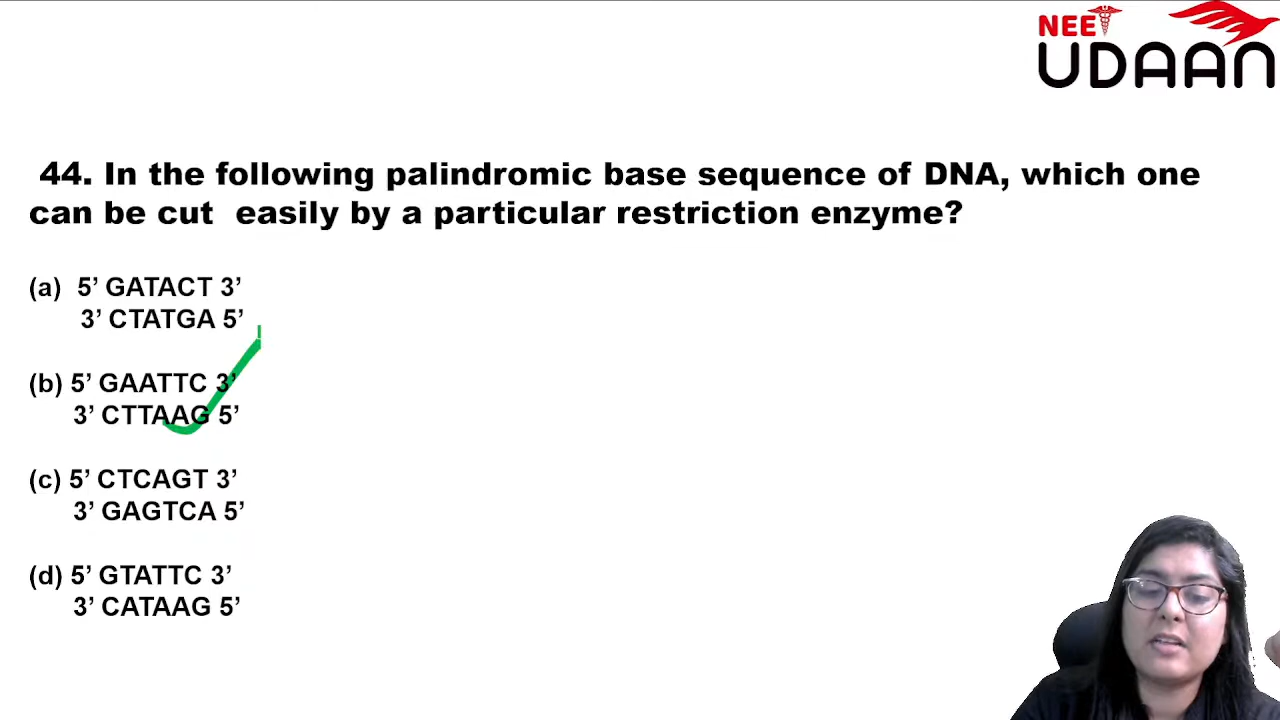 NEET
UDAAN
44. In the following palindromic base sequence of DNA, which one
can be cut easily by a particular restriction enzyme?
(a) 5’ GATACT 3’
3’ CTATGA 5’
(b) 5’ GAATTC 3’
3’ CTTAAG 5’
(c) 5’ CTCAGT 3’
3’ GAGTCA 5’
(d) 5’ GTATTC 3’
3’ CATAAG 5’